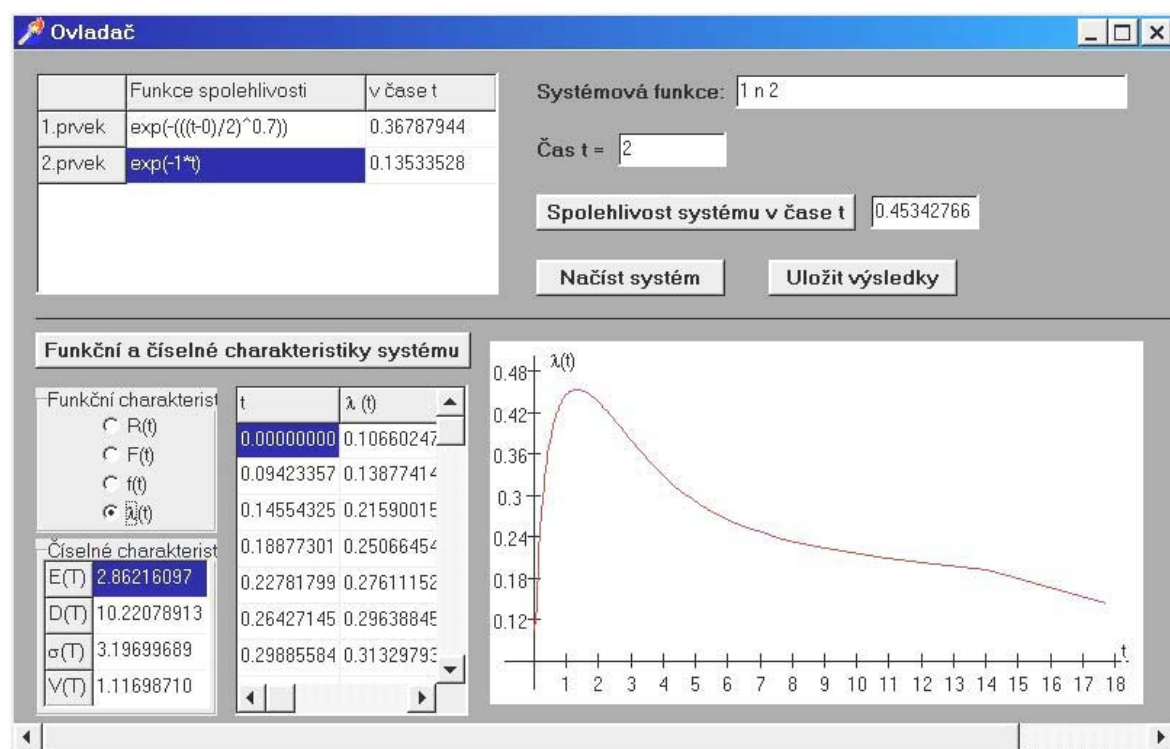 Ovladač
Funkce spolehlivosti v čase t
1.prvek exp(-(((t-0)/2)^0.7)) 0.36787944
2.prvek exp(-1*t) 0.13533528
Systémová funkce: 1 n 2
Čas t = 2
Spolehlivost systému v čase t 0.45342766
Načíst systém Uložit výsledky
Funkční a číselné charakteristiky systému
Funkční charakterist
R(t)
F(t)
f(t)
λ(t)
Číselné charakterist
E(T) 2.86216097
D(T) 10.22078913
σ(T) 3.19699689
V(T) 1.11698710
t λ (t)
0.00000000 0.10660247
0.09423357 0.13877414
0.14554325 0.21590015
0.18877301 0.25066454
0.22781799 0.27611152
0.26427145 0.29638845
0.29885584 0.31329793
λ(t)
0.48
0.42
0.36
0.3
0.24
0.18
0.12
t
1 2 3 4 5 6 7 8 9 10 11 12 13 14 15 16 17 18